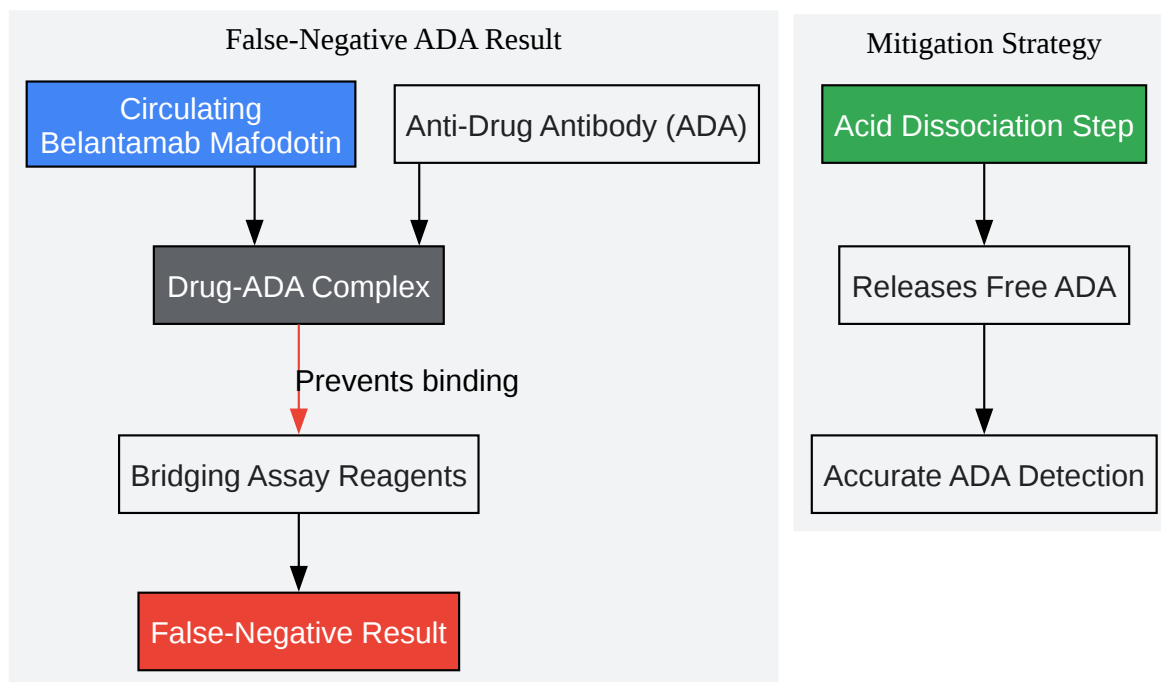 False-Negative ADA Result
Circulating
Belantamab Mafodotin
Anti-Drug Antibody (ADA)
Drug-ADA Complex
Prevents binding
Bridging Assay Reagents
False-Negative Result
Mitigation Strategy
Acid Dissociation Step
Releases Free ADA
Accurate ADA Detection